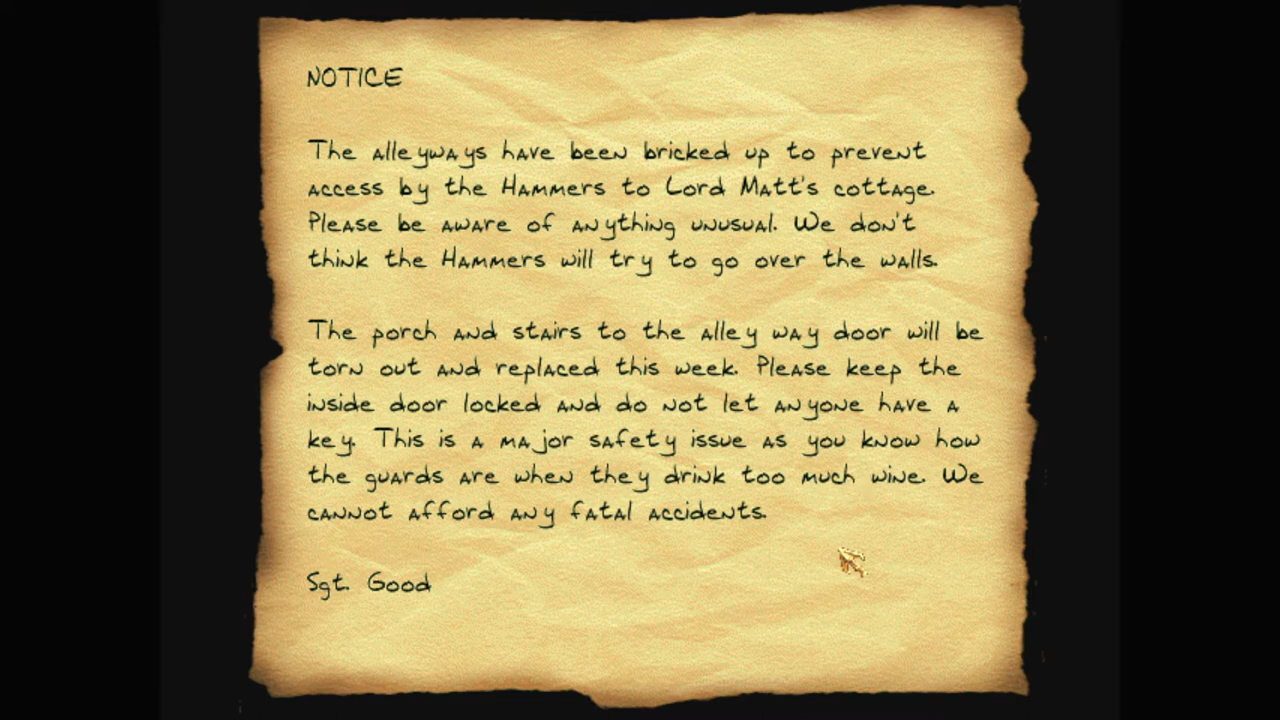 NOTICE
The alleyways have been bricked up to prevent
access by the Hammers to Lord Matt's cottage.
Please be aware of anything unusual. We don't
think the Hammers will try to go over the walls.
The porch and stairs to the alley way door will be
torn out and replaced this week. Please keep the
inside door locked and do not let anyone have a
key. This is a major safety issue as you know how
the guards are when they drink too much wine. We
cannot afford any fatal accidents.
Sgt. Good